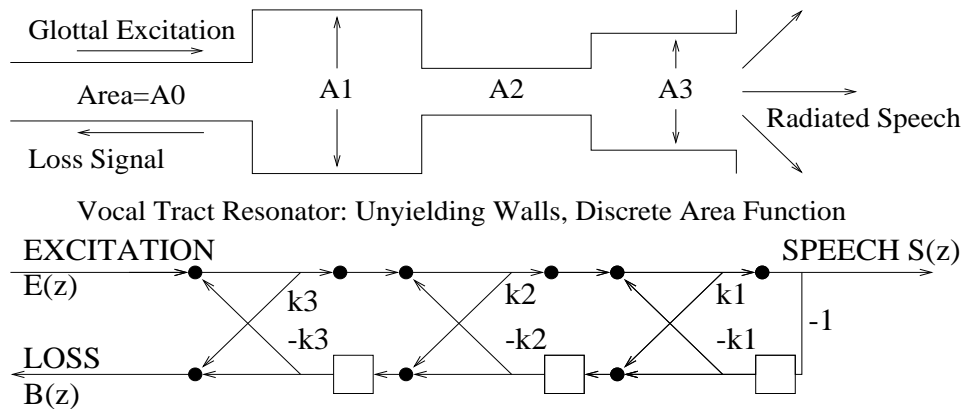 Glottal Excitation
Area=A0
Loss Signal
A1
A2
A3
Radiated Speech
Vocal Tract Resonator: Unyielding Walls, Discrete Area Function
EXCITATION
E(z)
SPEECH S(z)
k3
-k3
k2
-k2
k1
-k1
-1
LOSS
B(z)